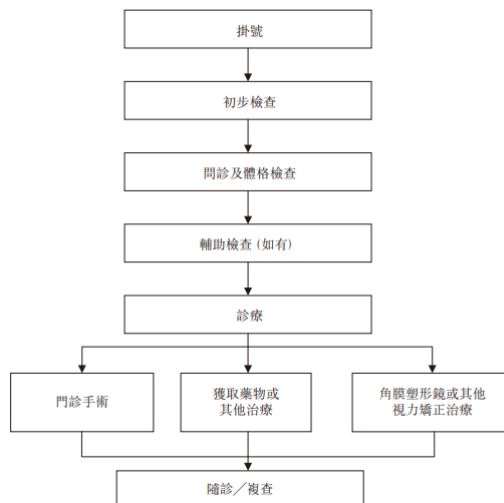 掛號
初步檢查
問診及體格檢查
輔助檢查 (如有)
診療
門診手術
獲取藥物或
其他治療
角膜塑形鏡或其他
視力矯正治療
隨診／複查